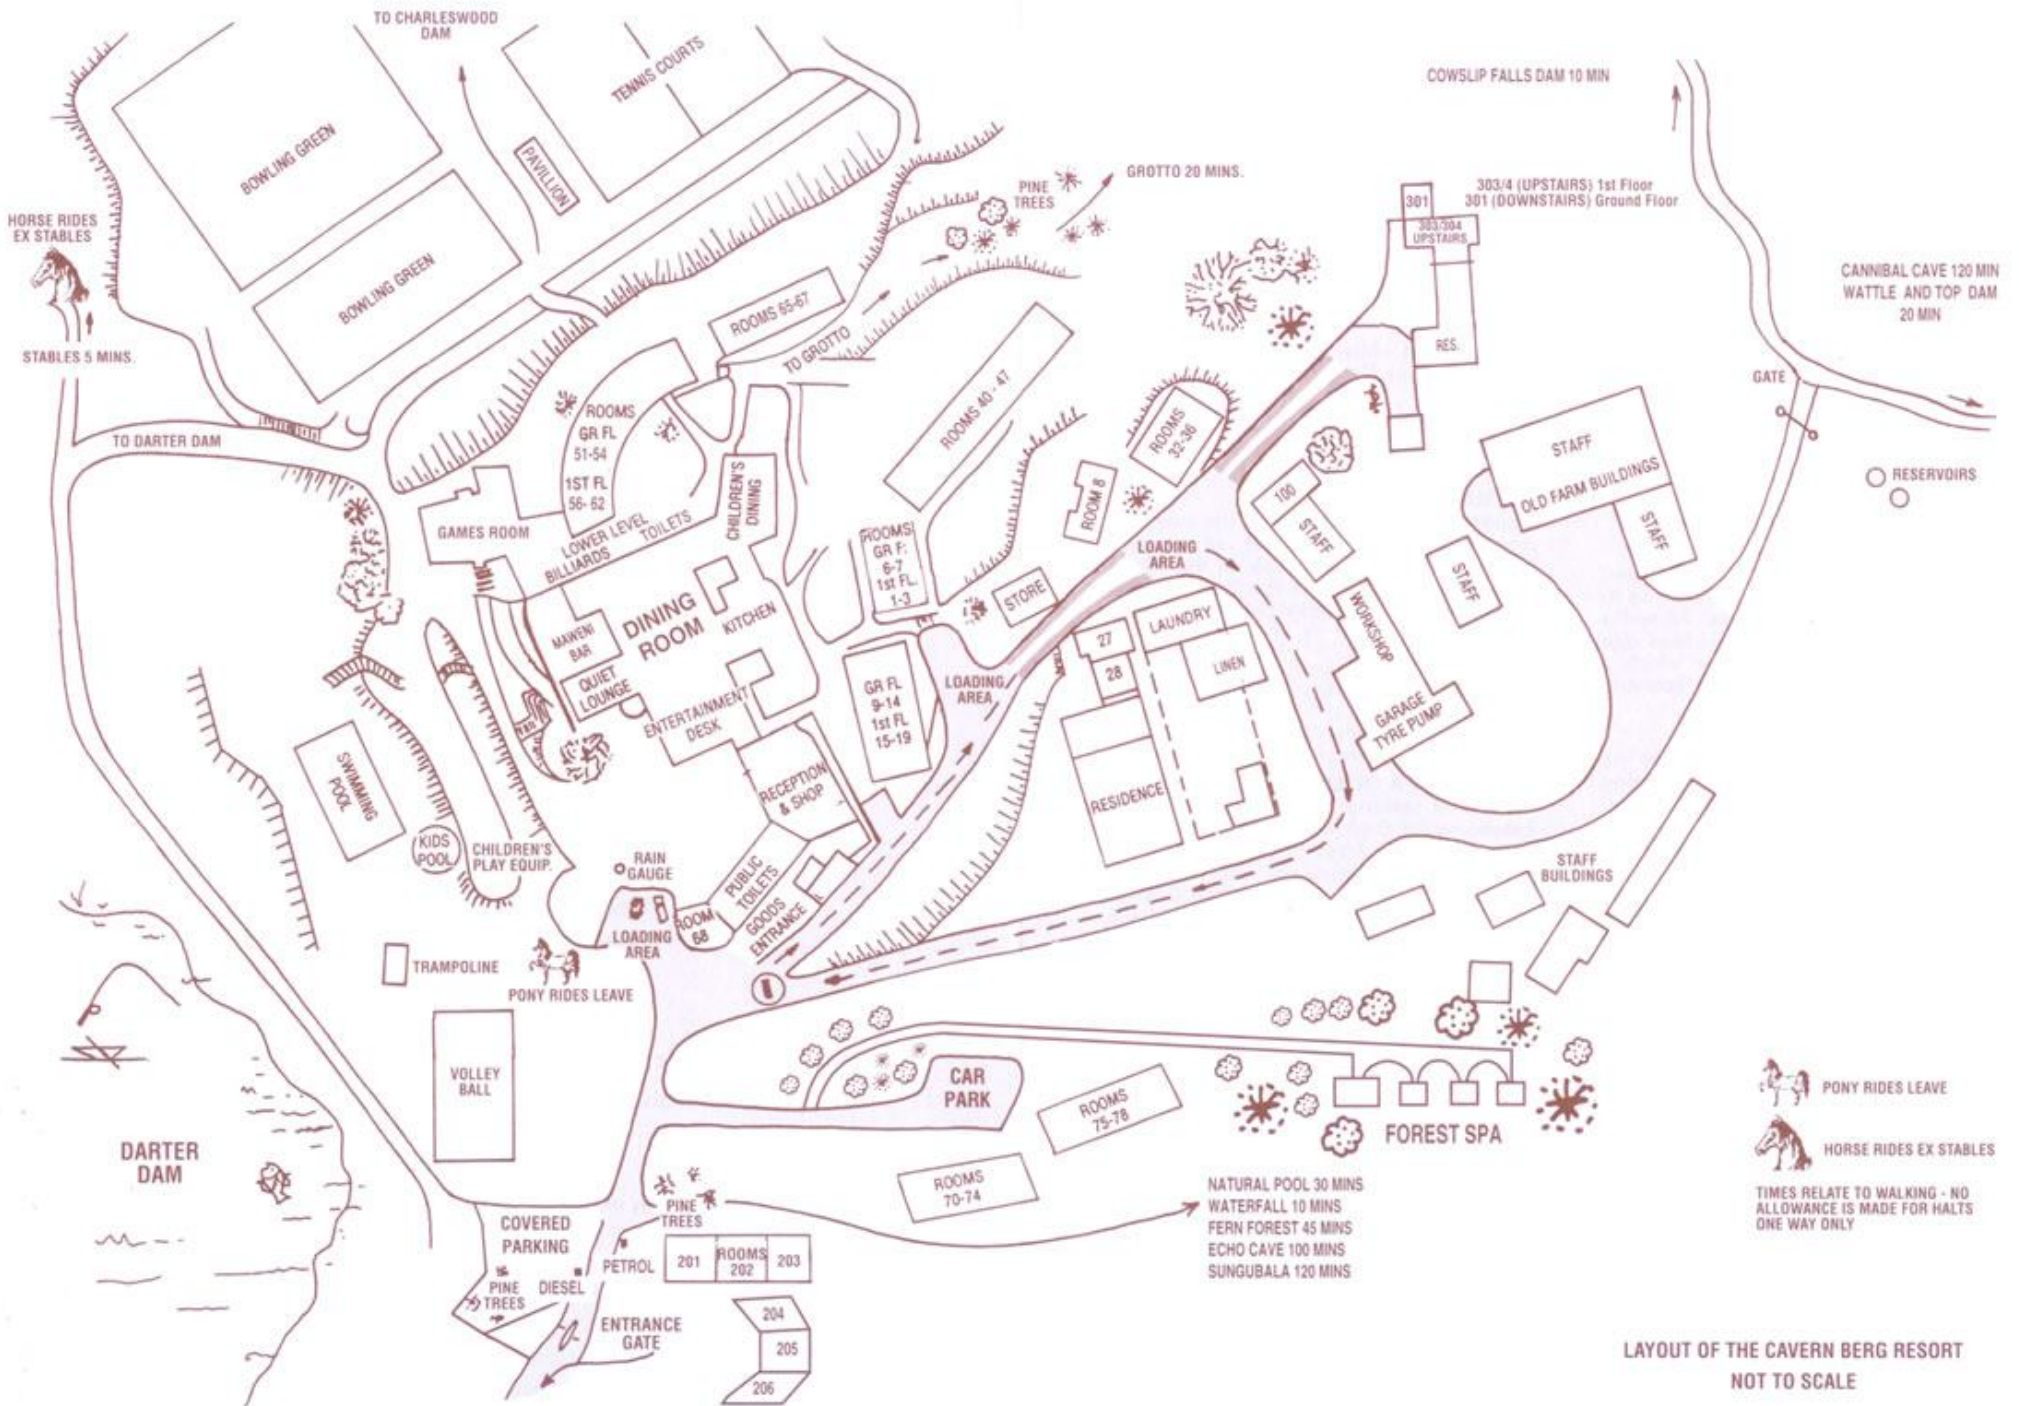 TO CHARLESWOOD
DAM
TENNIS COURTS
BOWLING GREEN
PAVILLION
BOWLING GREEN
HORSE RIDES
EX STABLES
STABLES 5 MINS.
TO DARTER DAM
PINE
TREES
GROTTO 20 MINS.
COWSLIP FALLS DAM 10 MIN
301
303/304
UPSTAIRS
303/4 (UPSTAIRS) 1st Floor
301 (DOWNSTAIRS) Ground Floor
RES.
CANNIBAL CAVE 120 MIN
WATTLE AND TOP DAM
20 MIN
GATE
RESERVOIRS
ROOMS 65-67
TO GROTTO
ROOMS
GR FL
51-54
1ST FL
56- 62
ROOMS 40 - 47
ROOMS
32-36
ROOM 8
CHILDREN'S
DINING
GAMES ROOM
LOWER LEVEL
BILLIARDS TOILETS
STAFF
OLD FARM BUILDINGS
STAFF
STAFF
100
STAFF
ROOMS
GR F:
6-7
1st FL.
1-3
STORE
LOADING
AREA
WORKSHOP
GARAGE
TYRE PUMP
MAWENI
BAR
DINING
ROOM
KITCHEN
QUIET
LOUNGE
ENTERTAINMENT
DESK
27
28
LAUNDRY
LINEN
RESIDENCE
GR FL
9-14
1st FL
15-19
LOADING
AREA
RECEPTION
& SHOP
SWIMMING
POOL
KIDS
POOL
CHILDREN'S
PLAY EQUIP.
RAIN
GAUGE
PUBLIC
TOILETS
GOODS
ENTRANCE
ROOM
68
LOADING
AREA
STAFF
BUILDINGS
TRAMPOLINE
PONY RIDES LEAVE
VOLLEY
BALL
CAR
PARK
ROOMS
75-78
ROOMS
70-74
FOREST SPA
DARTER
DAM
PINE
TREES
NATURAL POOL 30 MINS
WATERFALL 10 MINS
FERN FOREST 45 MINS
ECHO CAVE 100 MINS
SUNGUBALA 120 MINS
COVERED
PARKING
PETROL
DIESEL
PINE
TREES
201
ROOMS
202
203
204
205
206
ENTRANCE
GATE
PONY RIDES LEAVE
HORSE RIDES EX STABLES
TIMES RELATE TO WALKING - NO
ALLOWANCE IS MADE FOR HALTS
ONE WAY ONLY
LAYOUT OF THE CAVERN BERG RESORT
NOT TO SCALE